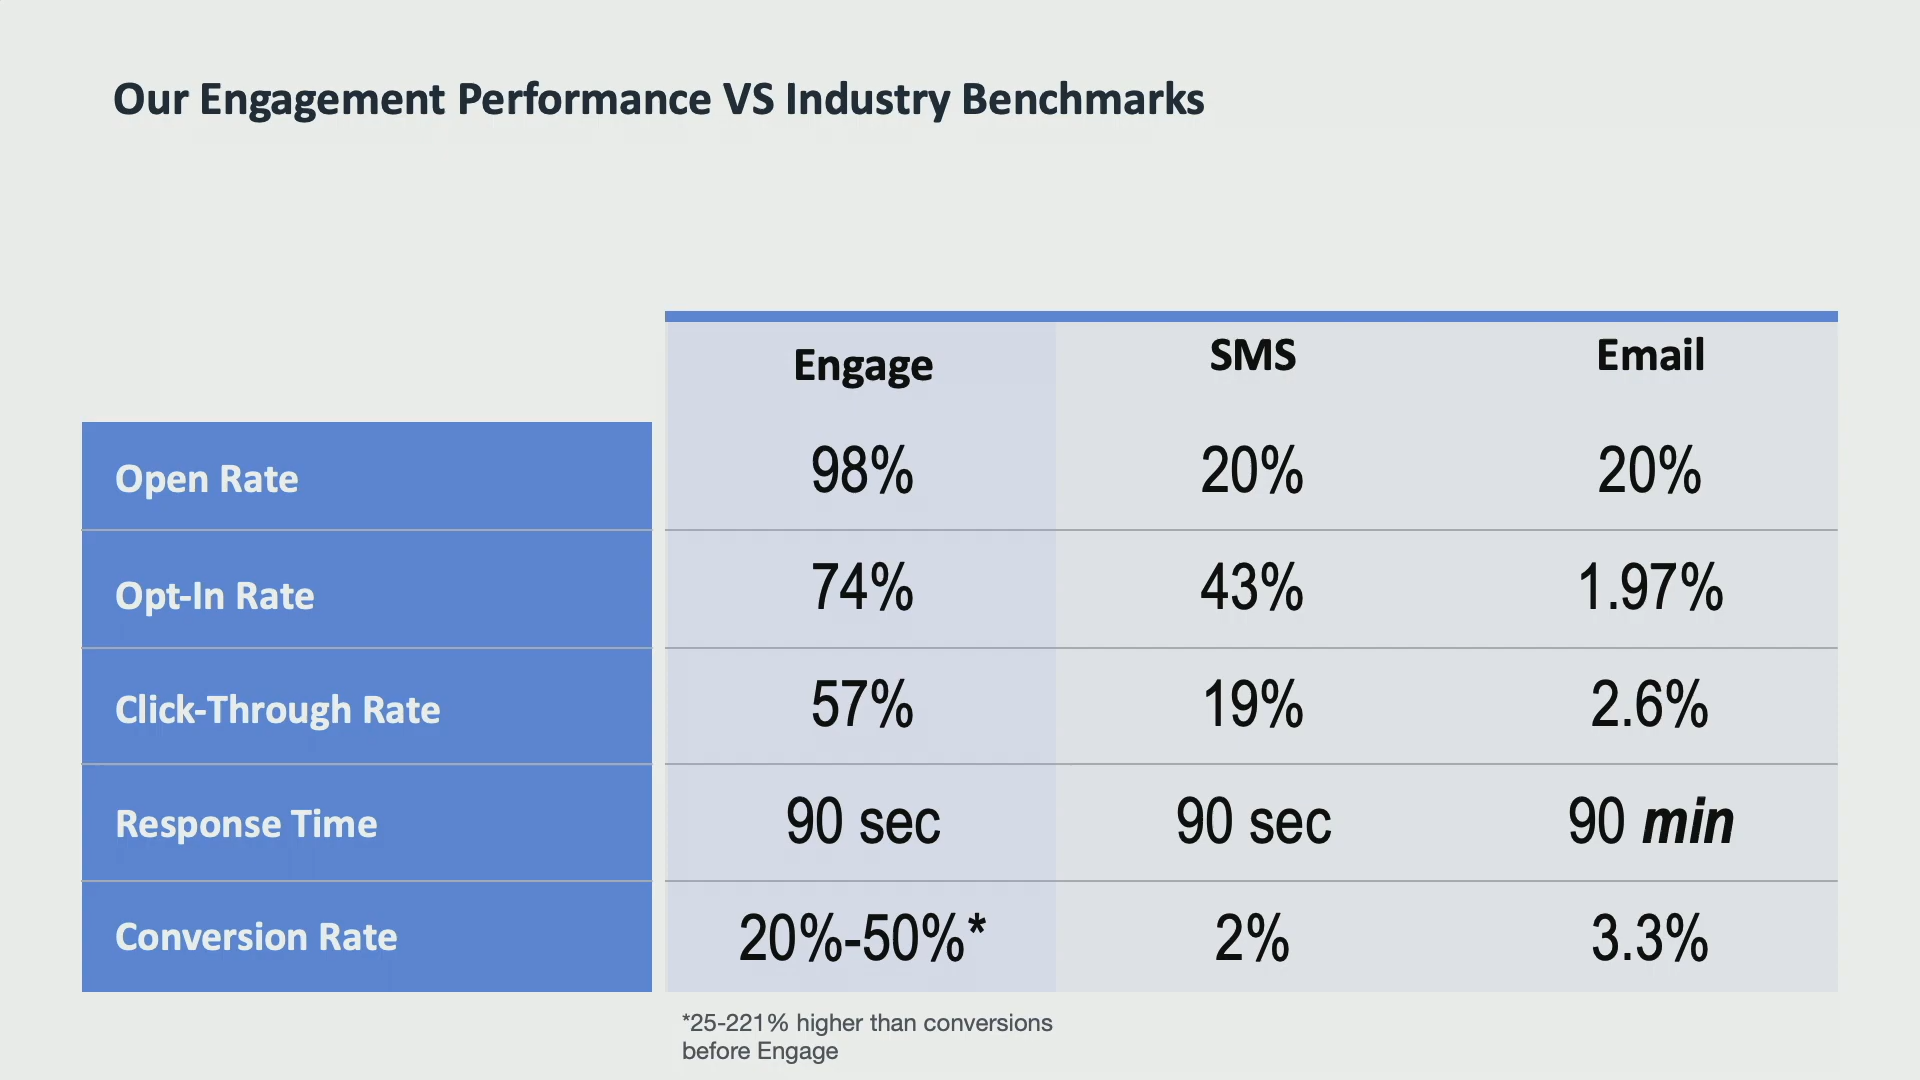 Our Engagement Performance VS Industry Benchmarks
Engage SMS Email
Open Rate 98% 20% 20%
Opt-In Rate 74% 43% 1.97%
Click-Through Rate 57% 19% 2.6%
Response Time 90 sec 90 sec 90 min
Conversion Rate 20%-50%* 2% 3.3%
*25-221% higher than conversions
before Engage